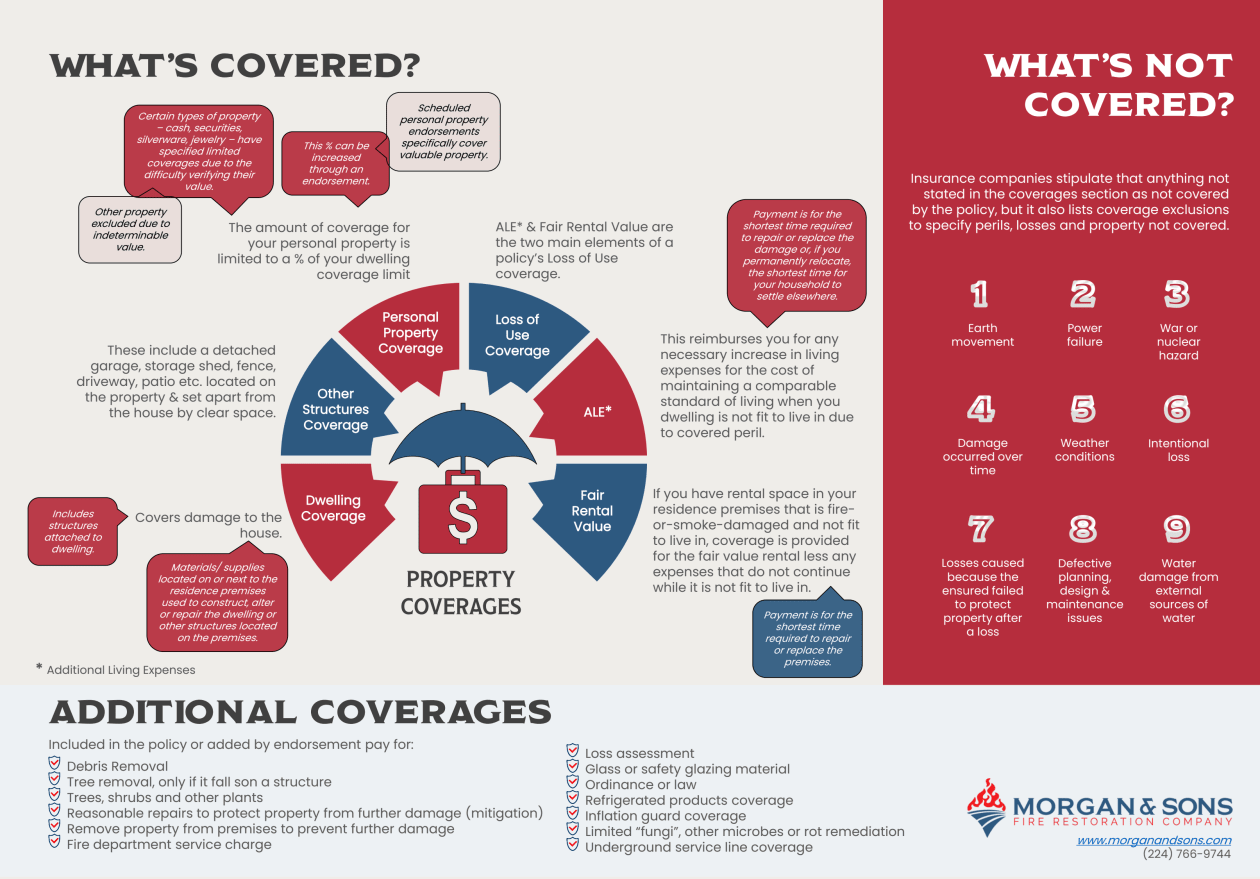 WHAT'S COVERED?
Certain types of property
– cash, securities,
silverware, jewelry – have
specified limited
coverages due to the
difficulty verifying their
value.
Other property
excluded due to
indeterminable
value.
This % can be
increased
through an
endorsement.
Scheduled
personal property
endorsements
specifically cover
valuable property.
The amount of coverage for
your personal property is
limited to a % of your dwelling
coverage limit
ALE* & Fair Rental Value are
the two main elements of a
policy's Loss of Use
coverage.
Payment is for the
shortest time required
to repair or replace the
damage or, if you
permanently relocate,
the shortest time for
your household to
settle elsewhere.
These include a detached
garage, storage shed, fence,
driveway, patio etc. located on
the property & set apart from
the house by clear space.
This reimburses you for any
necessary increase in living
expenses for the cost of
maintaining a comparable
standard of living when you
dwelling is not fit to live in due
to covered peril.
Personal
Property
Coverage
Loss of
Use
Coverage
Other
Structures
Coverage
ALE*
Dwelling
Coverage
Fair
Rental
Value
$
PROPERTY
COVERAGES
Includes
structures
attached to
dwelling.
Covers damage to the
house.
Materials/ supplies
located on or next to the
residence premises
used to construct, alter
or repair the dwelling or
other structures located
on the premises.
If you have rental space in your
residence premises that is fire-
or-smoke-damaged and not fit
to live in, coverage is provided
for the fair value rental less any
expenses that do not continue
while it is not fit to live in.
Payment is for the
shortest time
required to repair
or replace the
premises.
* Additional Living Expenses
WHAT'S NOT
COVERED?
Insurance companies stipulate that anything not
stated in the coverages section as not covered
by the policy, but it also lists coverage exclusions
to specify perils, losses and property not covered.
1
Earth
movement
2
Power
failure
3
War or
nuclear
hazard
4
Damage
occurred over
time
5
Weather
conditions
6
Intentional
loss
7
Losses caused
because the
ensured failed
to protect
property after
a loss
8
Defective
planning,
design &
maintenance
issues
9
Water
damage from
external
sources of
water
ADDITIONAL COVERAGES
Included in the policy or added by endorsement pay for:
Debris Removal
Tree removal, only if it fall son a structure
Trees, shrubs and other plants
Reasonable repairs to protect property from further damage (mitigation)
Remove property from premises to prevent further damage
Fire department service charge
Loss assessment
Glass or safety glazing material
Ordinance or law
Refrigerated products coverage
Inflation guard coverage
Limited "fungi", other microbes or rot remediation
Underground service line coverage
MORGAN & SONS
FIRE RESTORATION COMPANY
www.morganandsons.com
(224) 766-9744